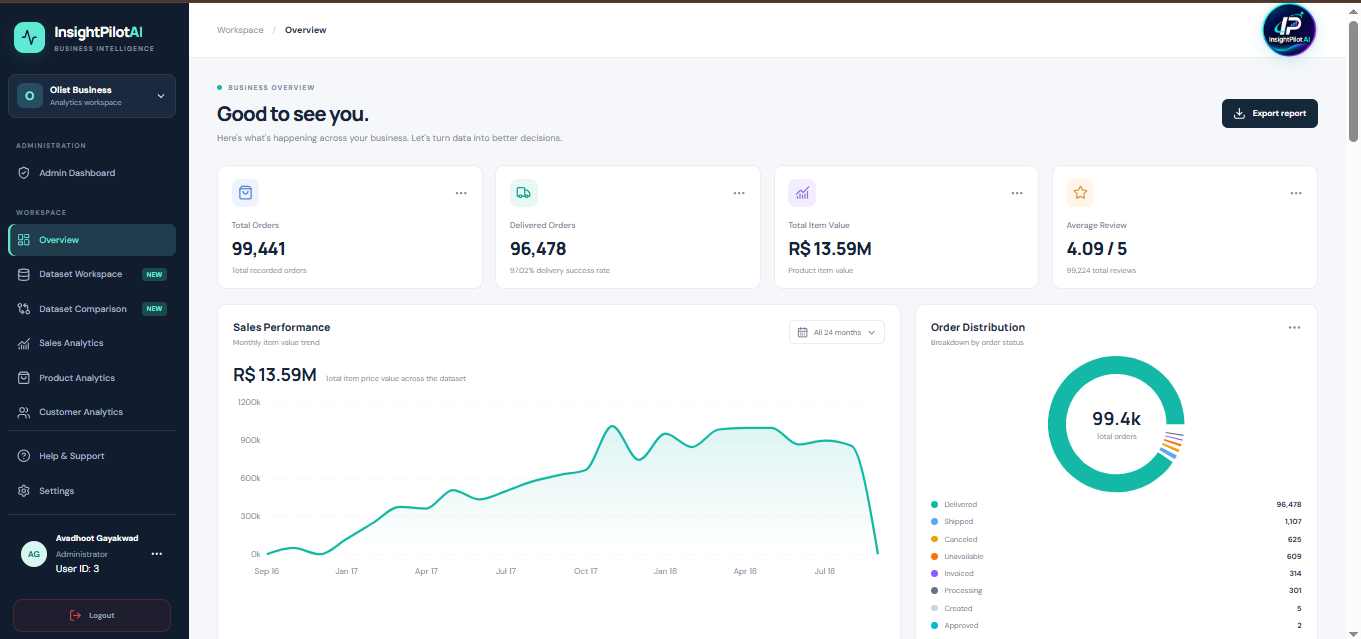 InsightPilotAI
BUSINESS INTELLIGENCE
O
Olist Business
Analytics workspace
ADMINISTRATION
Admin Dashboard
WORKSPACE
Overview
Dataset Workspace NEW
Dataset Comparison NEW
Sales Analytics
Product Analytics
Customer Analytics
Help & Support
Settings
AG
Avadhoot Gayakwad
Administrator
User ID: 3
Logout
Workspace / Overview
IP
InsightPilot AI
BUSINESS OVERVIEW
Good to see you.
Here's what's happening across your business. Let's turn data into better decisions.
Export report
Total Orders
99,441
Total recorded orders
Delivered Orders
96,478
97.02% delivery success rate
Total Item Value
R$ 13.59M
Product item value
Average Review
4.09 / 5
99,224 total reviews
Sales Performance
Monthly item value trend
All 24 months
R$ 13.59M Total item price value across the dataset
1200k
900k
600k
300k
0k
Sep 16 Jan 17 Apr 17 Jul 17 Oct 17 Jan 18 Apr 18 Jul 18
Order Distribution
Breakdown by order status
99.4k
Total orders
Delivered 96,478
Shipped 1,107
Canceled 625
Unavailable 609
Invoiced 314
Processing 301
Created 5
Approved 2